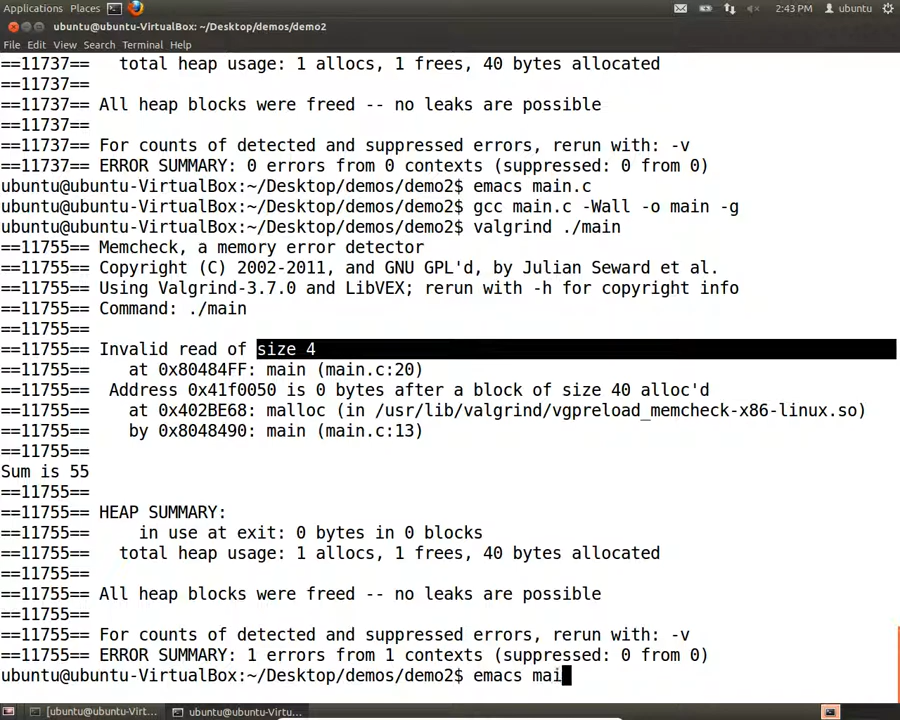 Applications Places 2:43 PM ubuntu
ubuntu@ubuntu-VirtualBox: ~/Desktop/demos/demo2
File Edit View Search Terminal Help
==11737==   total heap usage: 1 allocs, 1 frees, 40 bytes allocated
==11737==
==11737== All heap blocks were freed -- no leaks are possible
==11737==
==11737== For counts of detected and suppressed errors, rerun with: -v
==11737== ERROR SUMMARY: 0 errors from 0 contexts (suppressed: 0 from 0)
ubuntu@ubuntu-VirtualBox:~/Desktop/demos/demo2$ emacs main.c
ubuntu@ubuntu-VirtualBox:~/Desktop/demos/demo2$ gcc main.c -Wall -o main -g
ubuntu@ubuntu-VirtualBox:~/Desktop/demos/demo2$ valgrind ./main
==11755== Memcheck, a memory error detector
==11755== Copyright (C) 2002-2011, and GNU GPL'd, by Julian Seward et al.
==11755== Using Valgrind-3.7.0 and LibVEX; rerun with -h for copyright info
==11755== Command: ./main
==11755==
==11755== Invalid read of size 4
==11755==    at 0x80484FF: main (main.c:20)
==11755==  Address 0x41f0050 is 0 bytes after a block of size 40 alloc'd
==11755==    at 0x402BE68: malloc (in /usr/lib/valgrind/vgpreload_memcheck-x86-linux.so)
==11755==    by 0x8048490: main (main.c:13)
==11755==
Sum is 55
==11755==
==11755== HEAP SUMMARY:
==11755==     in use at exit: 0 bytes in 0 blocks
==11755==   total heap usage: 1 allocs, 1 frees, 40 bytes allocated
==11755==
==11755== All heap blocks were freed -- no leaks are possible
==11755==
==11755== For counts of detected and suppressed errors, rerun with: -v
==11755== ERROR SUMMARY: 1 errors from 1 contexts (suppressed: 0 from 0)
ubuntu@ubuntu-VirtualBox:~/Desktop/demos/demo2$ emacs mai
[ubuntu@ubuntu-Virt... ubuntu@ubuntu-Virtu...